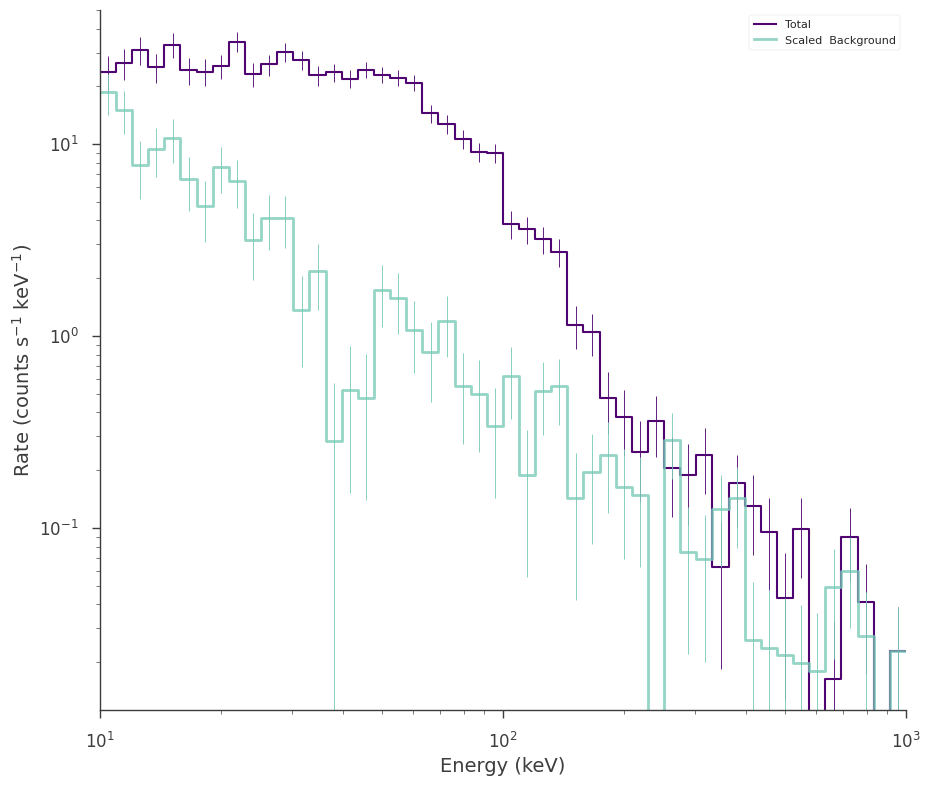 Total
Scaled  Background
Rate (counts s⁻¹ keV⁻¹)
10¹
10⁰
10⁻¹
10¹ 10² 10³
Energy (keV)